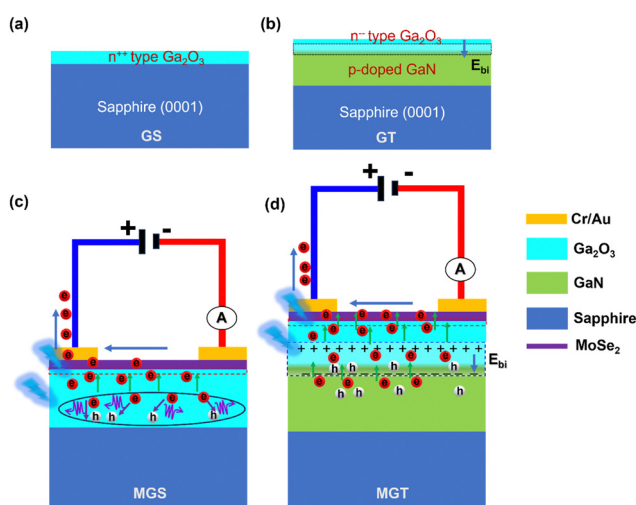 (a)
n⁺⁺ type Ga₂O₃
Sapphire (0001)
GS
(b)
n⁻⁻ type Ga₂O₃
E_bi
p-doped GaN
Sapphire (0001)
GT
(c)
+ -
A
e
e
e
e
e
e
e e e e e
e e e e
h h h h
h
MGS
(d)
+ -
A
e
e
e
e e e e
e e e e
+ + + + + + + + + + + +
e e e e
E_bi
h h h
- - - - - - - - - -
e e e
h h h h
MGT
Cr/Au
Ga₂O₃
GaN
Sapphire
MoSe₂